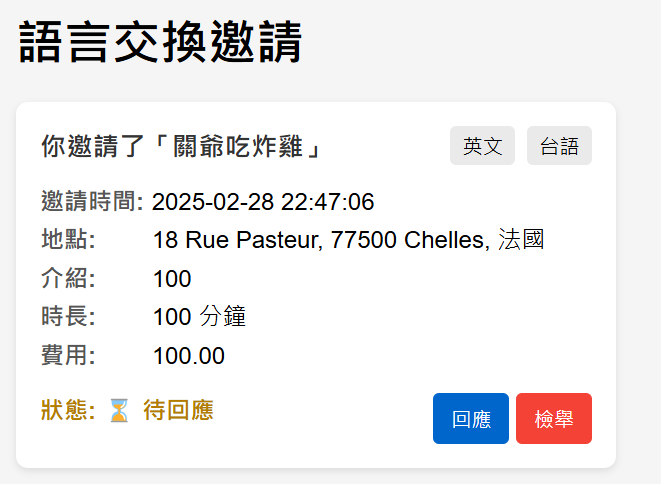 語言交換邀請
你邀請了「關爺吃炸雞」 英文 台語
邀請時間: 2025-02-28 22:47:06
地點: 18 Rue Pasteur, 77500 Chelles, 法國
介紹: 100
時長: 100 分鐘
費用: 100.00
狀態: ⏳ 待回應 回應 檢舉